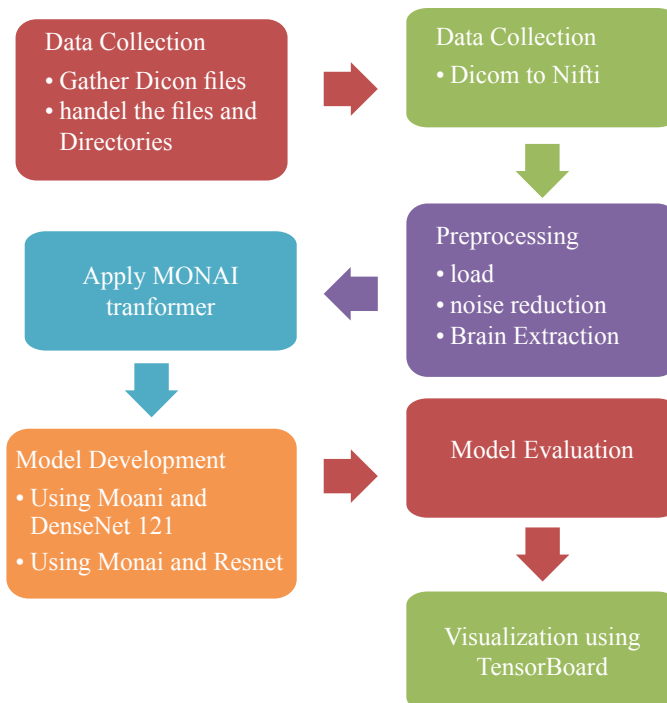 Data Collection
• Gather Dicon files
• handel the files and
Directories
Data Collection
• Dicom to Nifti
Preprocessing
• load
• noise reduction
• Brain Extraction
Apply MONAI
tranformer
Model Development
• Using Moani and
DenseNet 121
• Using Monai and Resnet
Model Evaluation
Visualization using
TensorBoard